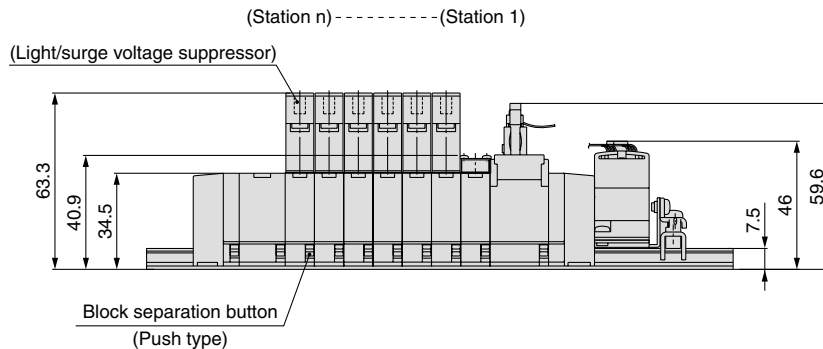 (Station n)----------(Station 1)
(Light/surge voltage suppressor)
63.3
40.9
34.5
7.5
46
59.6
Block separation button
(Push type)